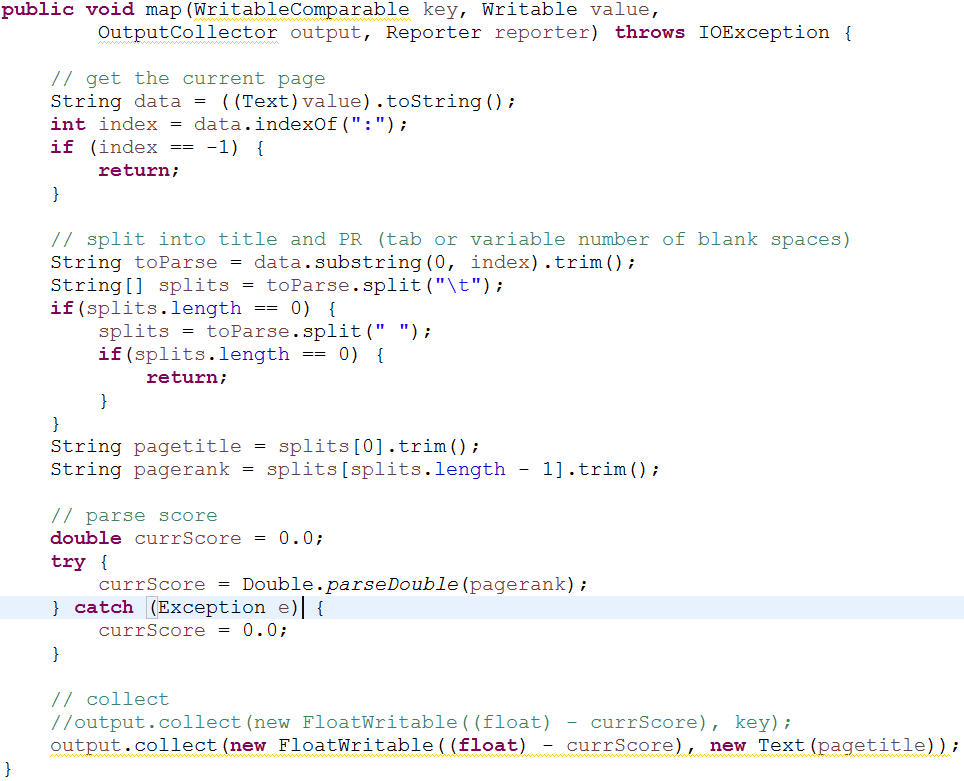 public void map(WritableComparable key, Writable value,
        OutputCollector output, Reporter reporter) throws IOException {

    // get the current page
    String data = ((Text)value).toString();
    int index = data.indexOf(":");
    if (index == -1) {
        return;
    }

    // split into title and PR (tab or variable number of blank spaces)
    String toParse = data.substring(0, index).trim();
    String[] splits = toParse.split("\t");
    if(splits.length == 0) {
        splits = toParse.split(" ");
        if(splits.length == 0) {
            return;
        }
    }
    String pagetitle = splits[0].trim();
    String pagerank = splits[splits.length - 1].trim();

    // parse score
    double currScore = 0.0;
    try {
        currScore = Double.parseDouble(pagerank);
    } catch (Exception e) {
        currScore = 0.0;
    }

    // collect
    //output.collect(new FloatWritable((float) - currScore), key);
    output.collect(new FloatWritable((float) - currScore), new Text(pagetitle));
}